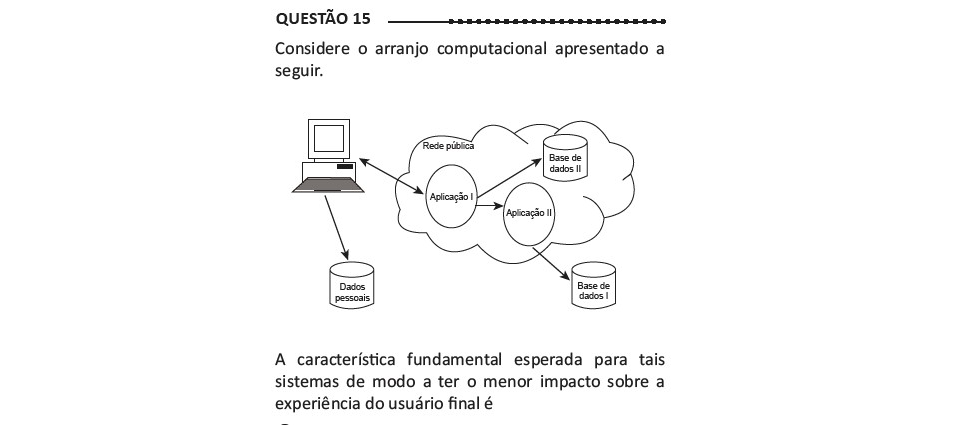 QUESTÃO 15
Considere o arranjo computacional apresentado a
seguir.
Rede pública
Base de
dados II
Aplicação I
Aplicação II
Dados
pessoais
Base de
dados I
A característica fundamental esperada para tais
sistemas de modo a ter o menor impacto sobre a
experiência do usuário final é